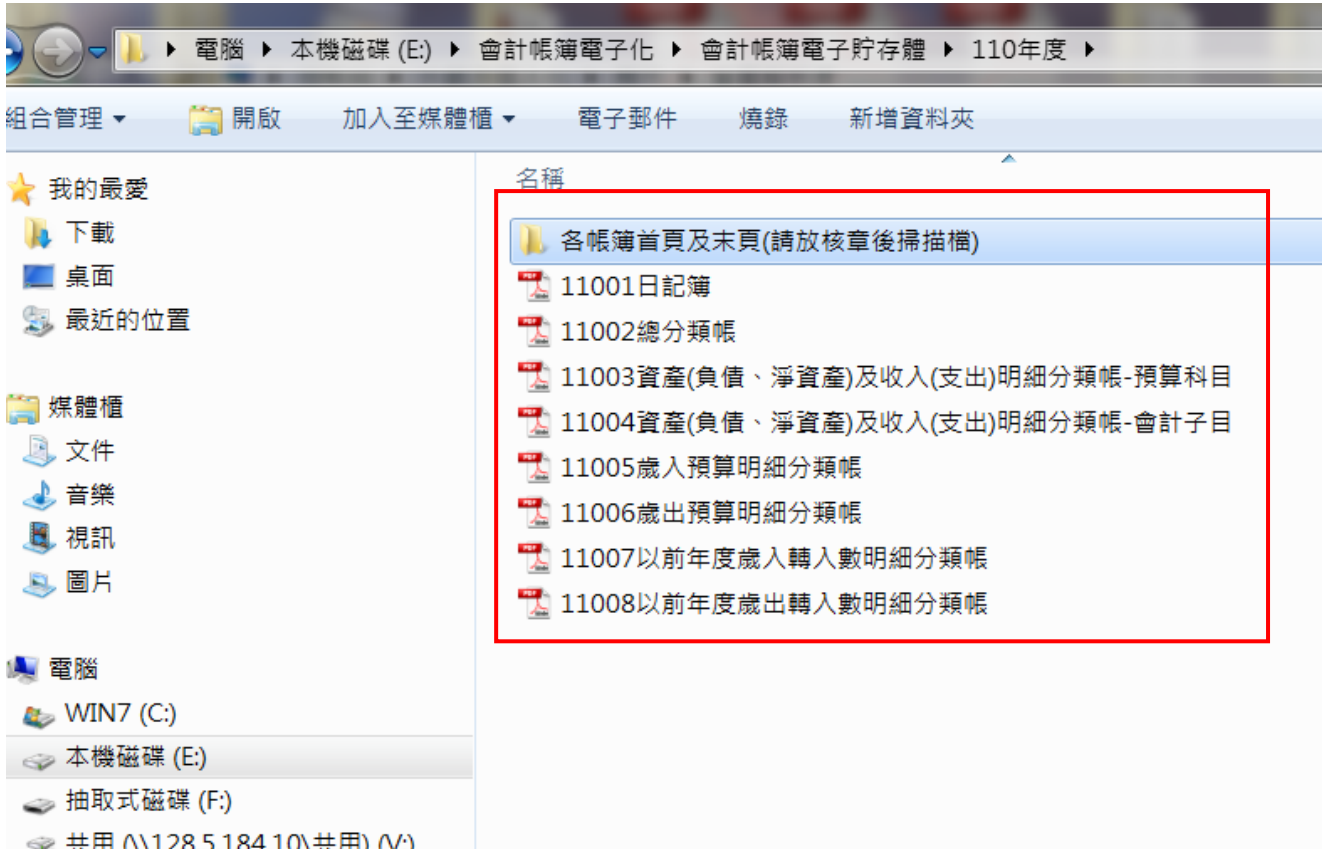 電腦 ▸ 本機磁碟 (E:) ▸ 會計帳簿電子化 ▸ 會計帳簿電子貯存體 ▸ 110年度 ▸
組合管理 開啟 加入至媒體櫃 電子郵件 燒錄 新增資料夾
我的最愛
下載
桌面
最近的位置
媒體櫃
文件
音樂
視訊
圖片
電腦
WIN7 (C:)
本機磁碟 (E:)
抽取式磁碟 (F:)
共用 (\\128.5.184.10\共用) (V:)
名稱
各帳簿首頁及末頁(請放核章後掃描檔)
11001日記簿
11002總分類帳
11003資產(負債、淨資產)及收入(支出)明細分類帳-預算科目
11004資產(負債、淨資產)及收入(支出)明細分類帳-會計子目
11005歲入預算明細分類帳
11006歲出預算明細分類帳
11007以前年度歲入轉入數明細分類帳
11008以前年度歲出轉入數明細分類帳